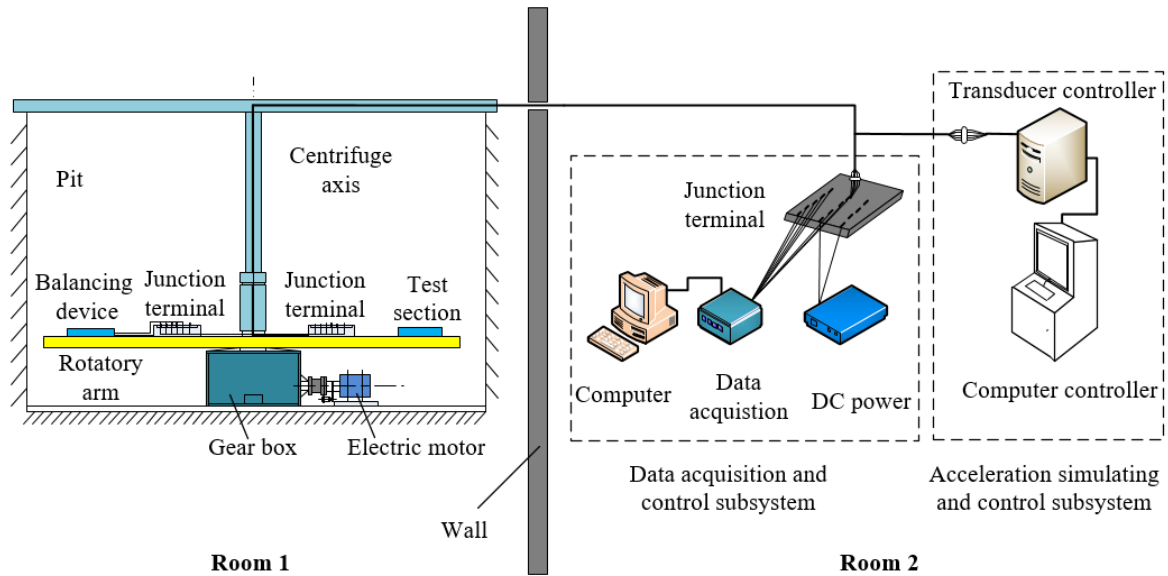 Transducer controller
Centrifuge
axis
Pit
Junction
terminal
Balancing
device
Junction
terminal
Junction
terminal
Test
section
Rotatory
arm
Computer
Data
acquistion
DC power
Computer controller
Gear box
Electric motor
Data acquisition and
control subsystem
Acceleration simulating
and control subsystem
Wall
Room 1
Room 2